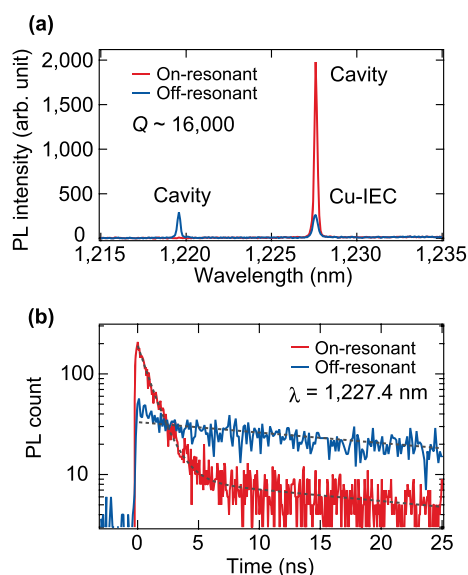 (a)
2,000
1,500
1,000
500
0
PL intensity (arb. unit)
On-resonant
Off-resonant
Q ~ 16,000
Cavity
Cavity
Cu-IEC
1,215
1,220
1,225
1,230
1,235
Wavelength (nm)
(b)
100
10
PL count
On-resonant
Off-resonant
λ = 1,227.4 nm
0
5
10
15
20
25
Time (ns)